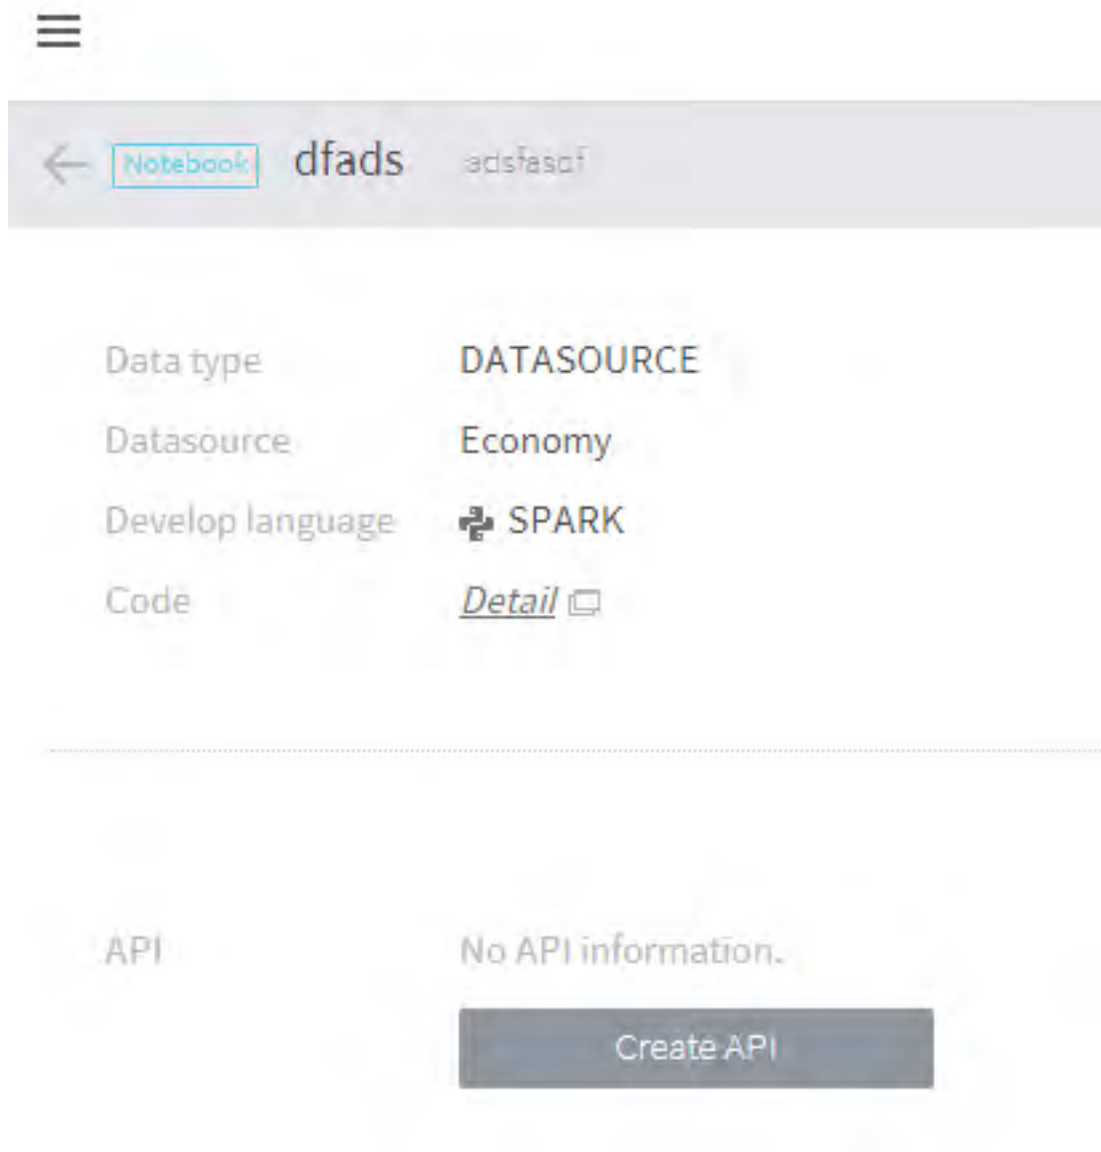 Notebook dfads adsfasdf
Data type DATASOURCE
Datasource Economy
Develop language SPARK
Code Detail
API No API information.
Create API